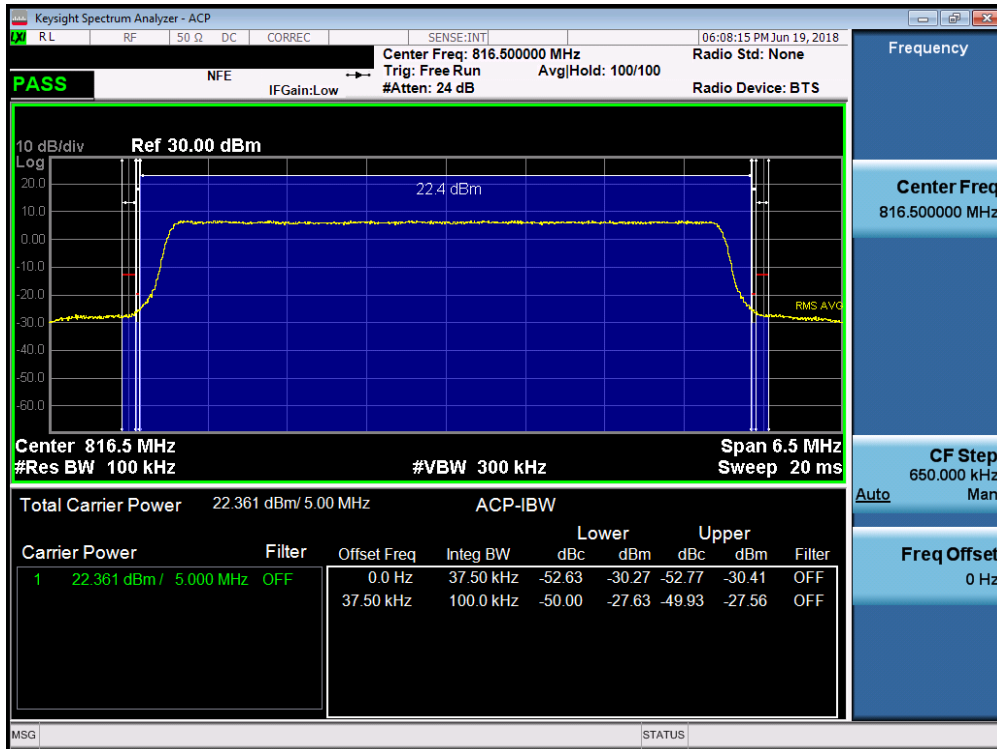 Keysight Spectrum Analyzer - ACP
LXI RL RF 50 Ω DC CORREC SENSE:INT 06:08:15 PM Jun 19, 2018
Center Freq: 816.500000 MHz Radio Std: None
PASS NFE Trig: Free Run Avg|Hold: 100/100
IFGain:Low #Atten: 24 dB Radio Device: BTS
10 dB/div Ref 30.00 dBm
Log
20.0
22.4 dBm
10.0
0.00
-10.0
-20.0
RMS AVG
-30.0
-40.0
-50.0
-60.0
Center 816.5 MHz Span 6.5 MHz
#Res BW 100 kHz #VBW 300 kHz Sweep 20 ms
Total Carrier Power 22.361 dBm/ 5.00 MHz ACP-IBW
Lower Upper
Carrier Power Filter Offset Freq Integ BW dBc dBm dBc dBm Filter
1 22.361 dBm / 5.000 MHz OFF 0.0 Hz 37.50 kHz -52.63 -30.27 -52.77 -30.41 OFF
37.50 kHz 100.0 kHz -50.00 -27.63 -49.93 -27.56 OFF
MSG STATUS
Frequency
Center Freq
816.500000 MHz
CF Step
650.000 kHz
Auto Man
Freq Offset
0 Hz